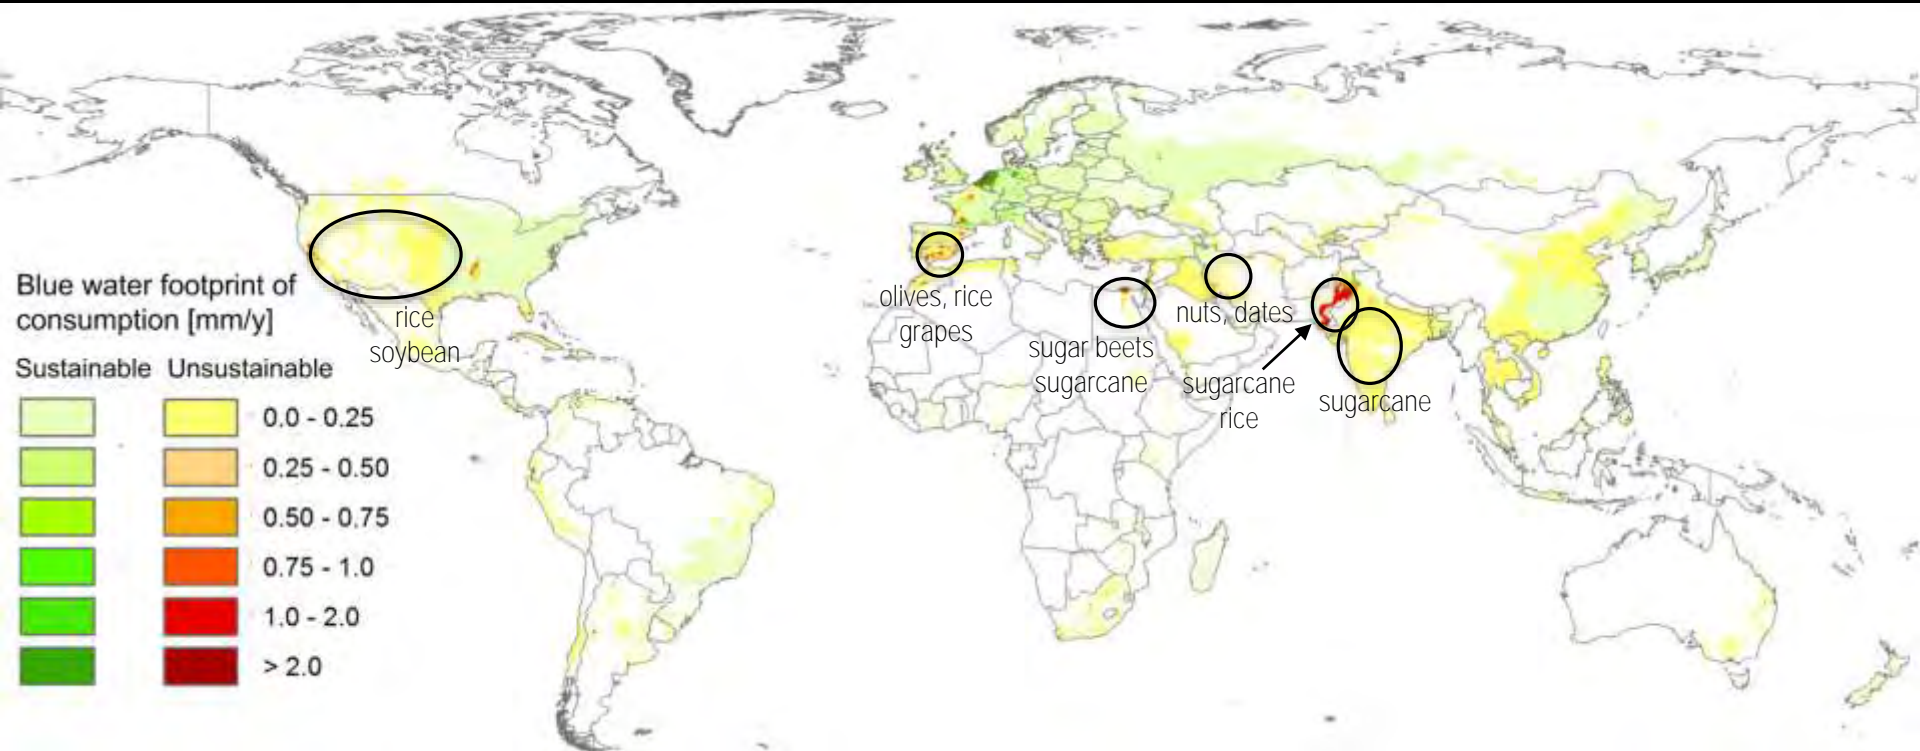 Blue water footprint of
consumption [mm/y]
Sustainable Unsustainable
0.0 - 0.25
0.25 - 0.50
0.50 - 0.75
0.75 - 1.0
1.0 - 2.0
> 2.0
rice
soybean
olives, rice
grapes
sugar beets
sugarcane
nuts, dates
sugarcane
rice
sugarcane